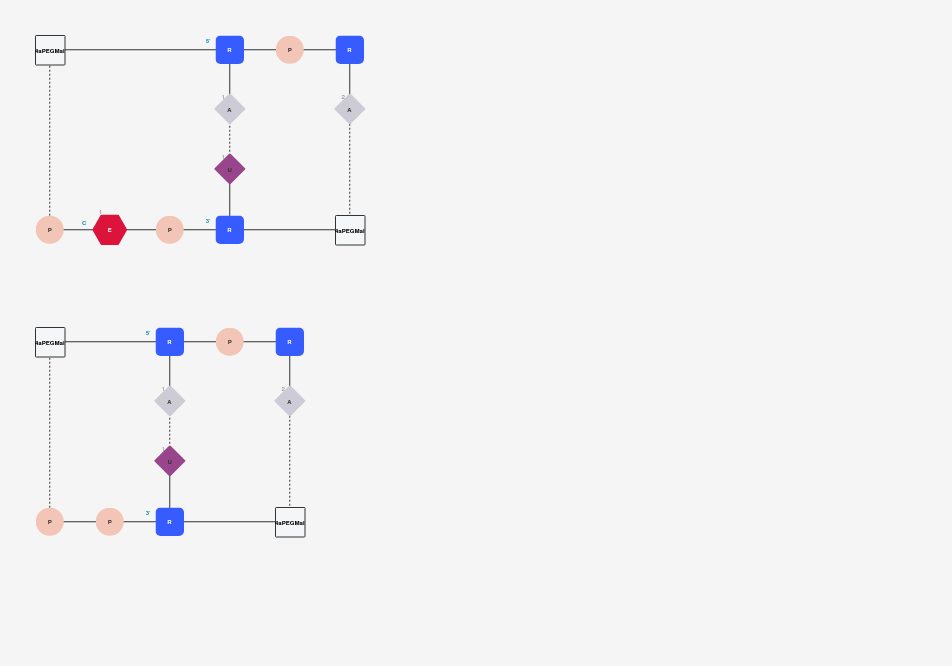 4aPEGMal 5' R P R
1 A 2 A
1 U
P C 1 E P 3' R 4aPEGMal
4aPEGMal 5' R P R
1 A 2 A
1 U
P P 3' R 4aPEGMal